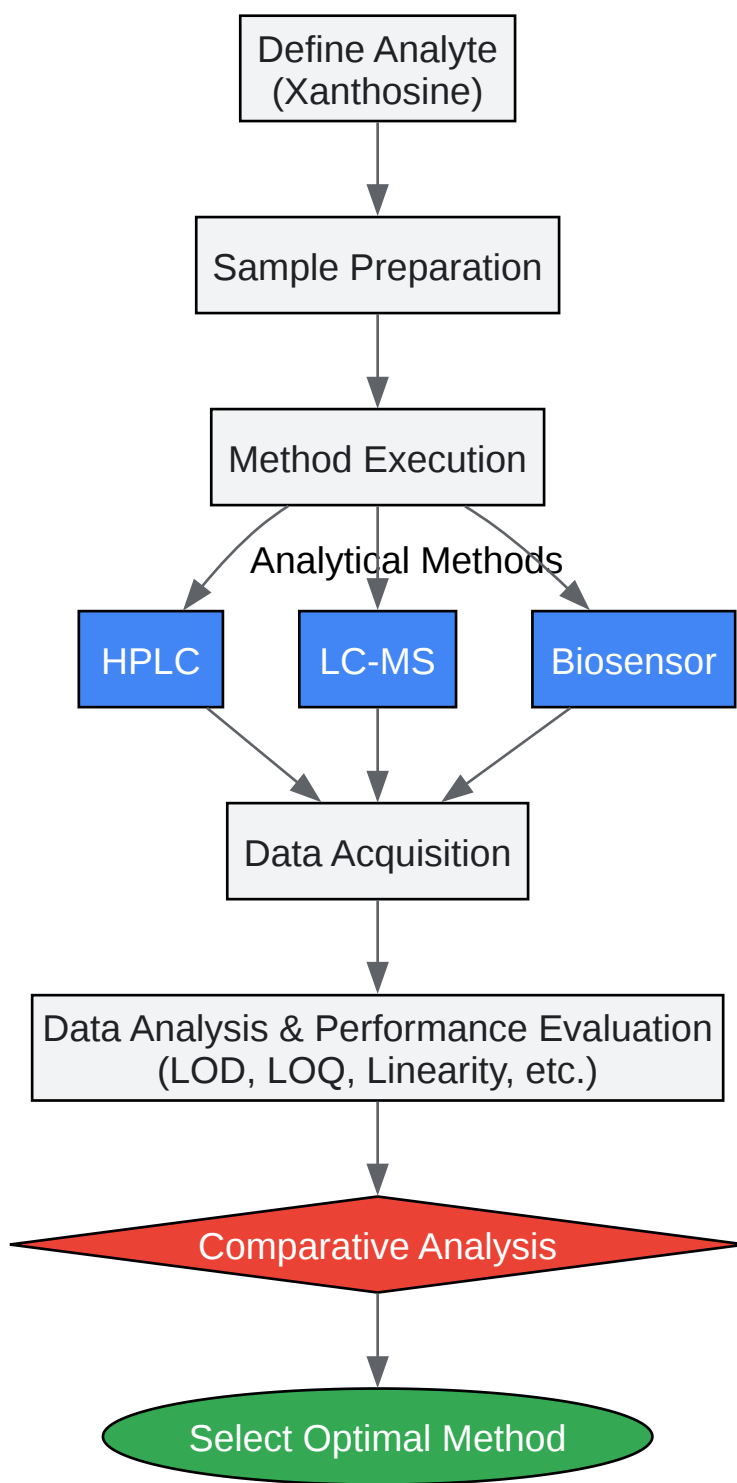 Define Analyte
(Xanthosine)
Sample Preparation
Method Execution
Analytical Methods
HPLC
LC-MS
Biosensor
Data Acquisition
Data Analysis & Performance Evaluation
(LOD, LOQ, Linearity, etc.)
Comparative Analysis
Select Optimal Method